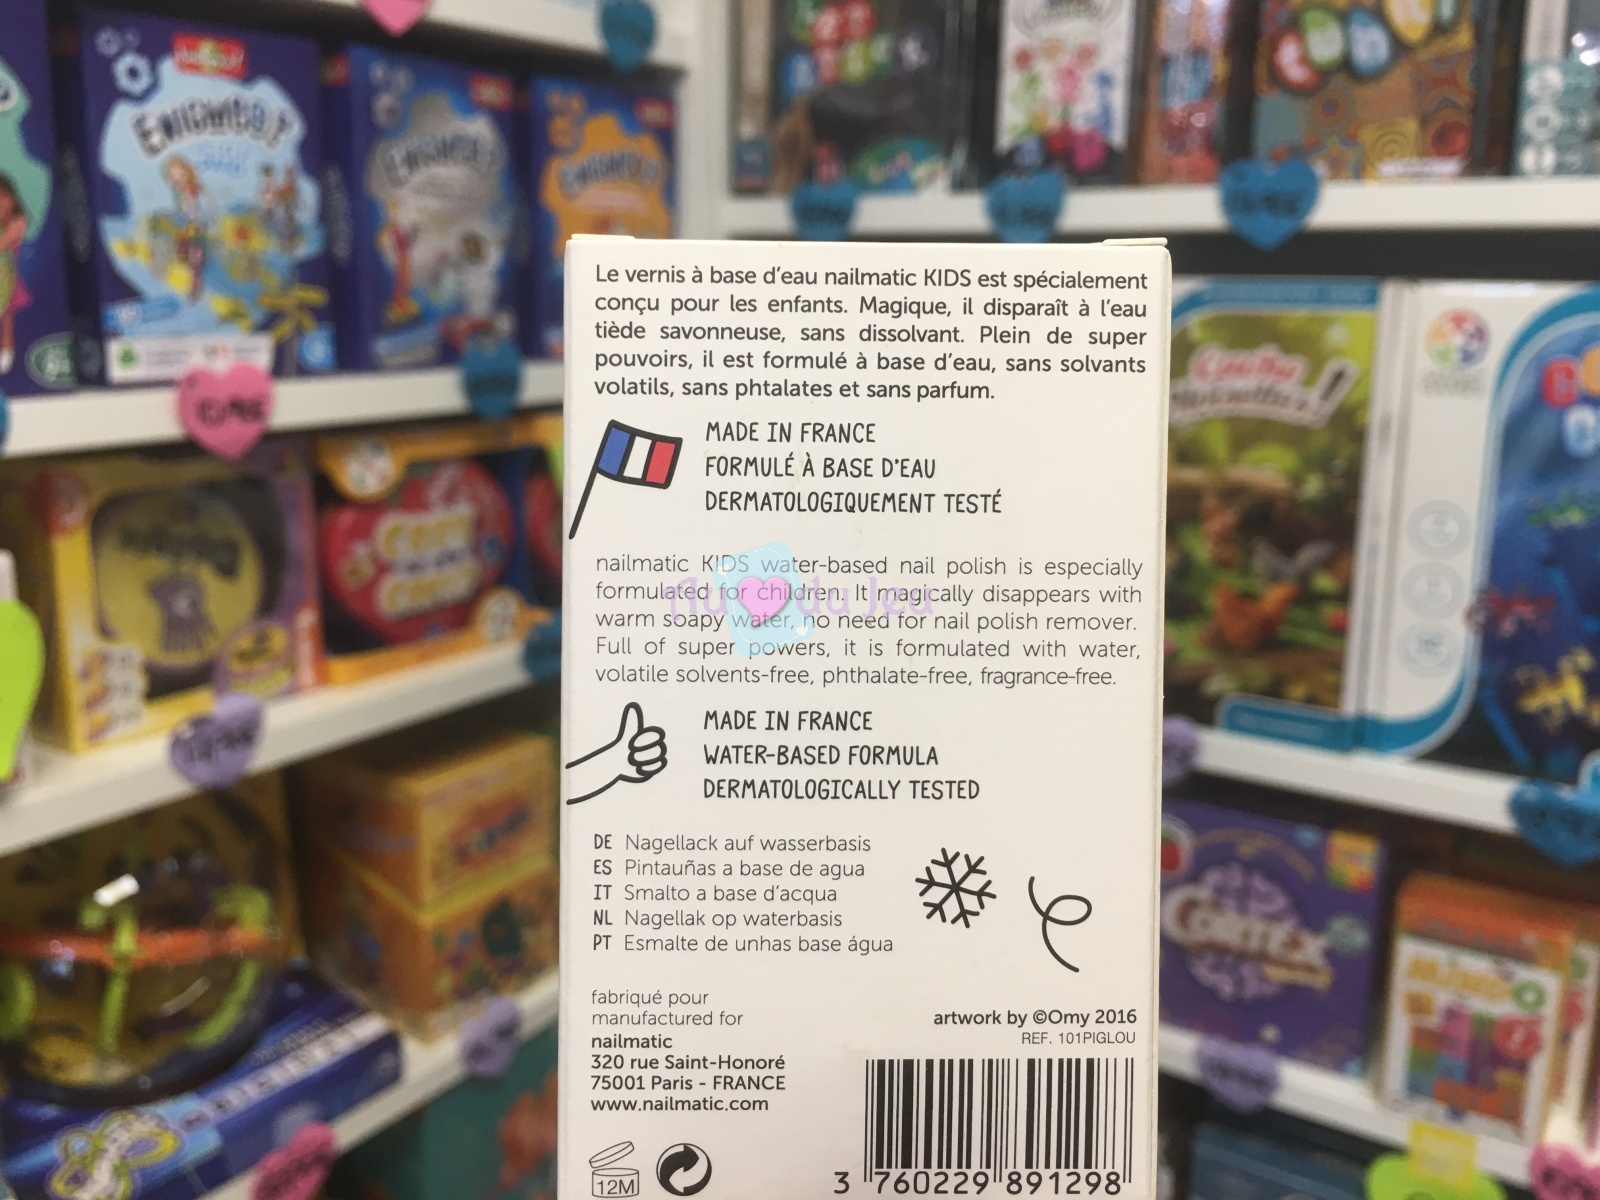 ENIGMES!
Le vernis à base d'eau nailmatic KIDS est spécialement
conçu pour les enfants. Magique, il disparaît à l'eau
tiède savonneuse, sans dissolvant. Plein de super
pouvoirs, il est formulé à base d'eau, sans solvants
volatils, sans phtalates et sans parfum.
MADE IN FRANCE
FORMULÉ À BASE D'EAU
DERMATOLOGIQUEMENT TESTÉ
nailmatic KIDS water-based nail polish is especially
formulated for children. It magically disappears with
warm soapy water, no need for nail polish remover.
Full of super powers, it is formulated with water,
volatile solvents-free, phthalate-free, fragrance-free.
Au du Jeu
MADE IN FRANCE
WATER-BASED FORMULA
DERMATOLOGICALLY TESTED
DE Nagellack auf wasserbasis
ES Pintauñas a base de agua
IT Smalto a base d'acqua
NL Nagellak op waterbasis
PT Esmalte de unhas base água
fabriqué pour
manufactured for
nailmatic
320 rue Saint-Honoré
75001 Paris - FRANCE
www.nailmatic.com
artwork by ©Omy 2016
REF. 101PIGLOU
12M
3 760229 891298
CORTEX